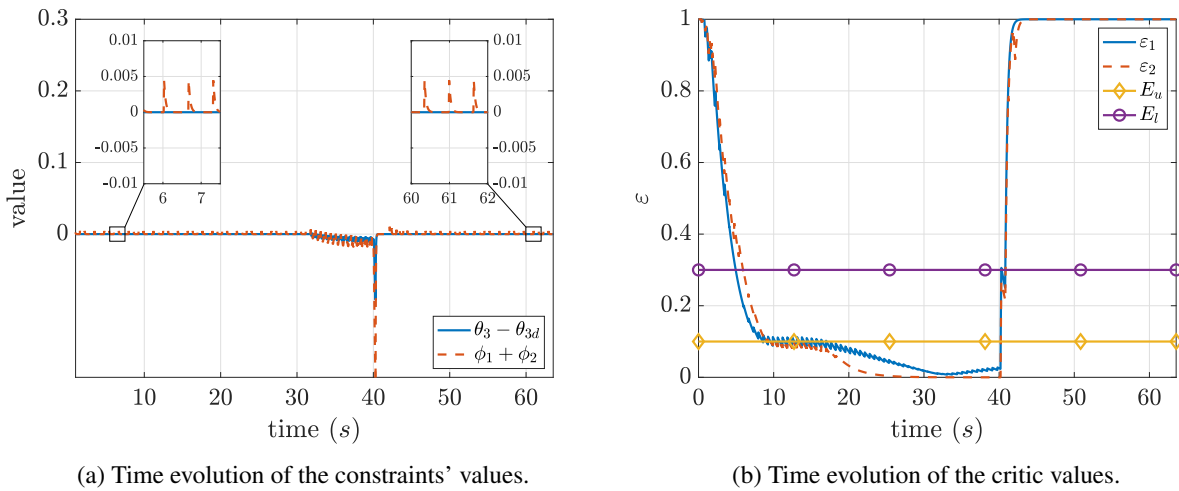 0.3
0.2
0.1
0
value
10 20 30 40 50 60
time (s)
0.01
0.005
0
-0.005
-0.01
6 7
0.01
0.005
0
-0.005
-0.01
60 61 62
θ₃ − θ₃d
ϕ₁ + ϕ₂
1
0.8
0.6
0.4
0.2
0
ε
0 10 20 30 40 50 60
time (s)
ε₁
ε₂
Eᵤ
Eₗ
(a) Time evolution of the constraints' values.
(b) Time evolution of the critic values.